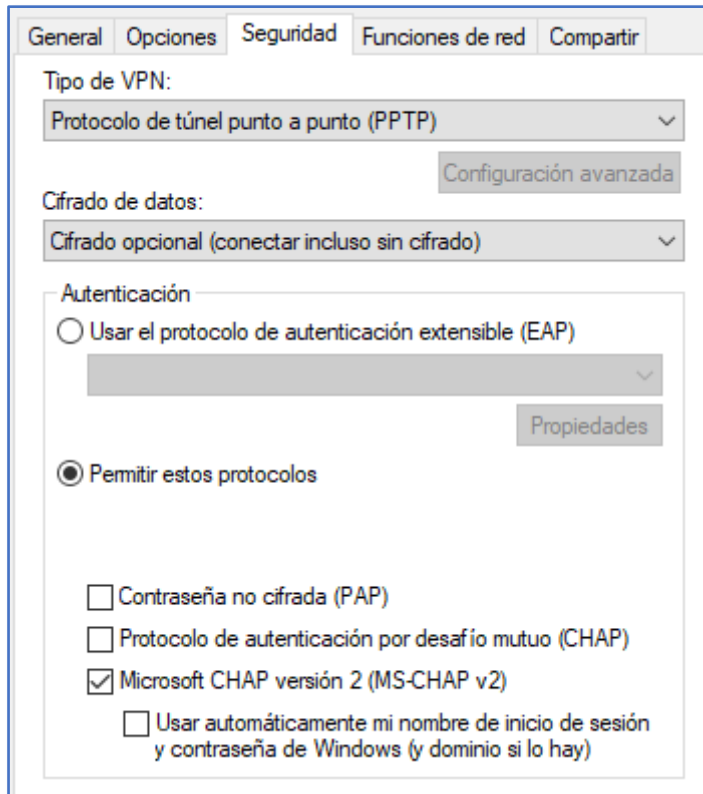 General Opciones Seguridad Funciones de red Compartir
Tipo de VPN:
Protocolo de túnel punto a punto (PPTP)
Configuración avanzada
Cifrado de datos:
Cifrado opcional (conectar incluso sin cifrado)
Autenticación
Usar el protocolo de autenticación extensible (EAP)
Propiedades
Permitir estos protocolos
Contraseña no cifrada (PAP)
Protocolo de autenticación por desafío mutuo (CHAP)
Microsoft CHAP versión 2 (MS-CHAP v2)
Usar automáticamente mi nombre de inicio de sesión
y contraseña de Windows (y dominio si lo hay)